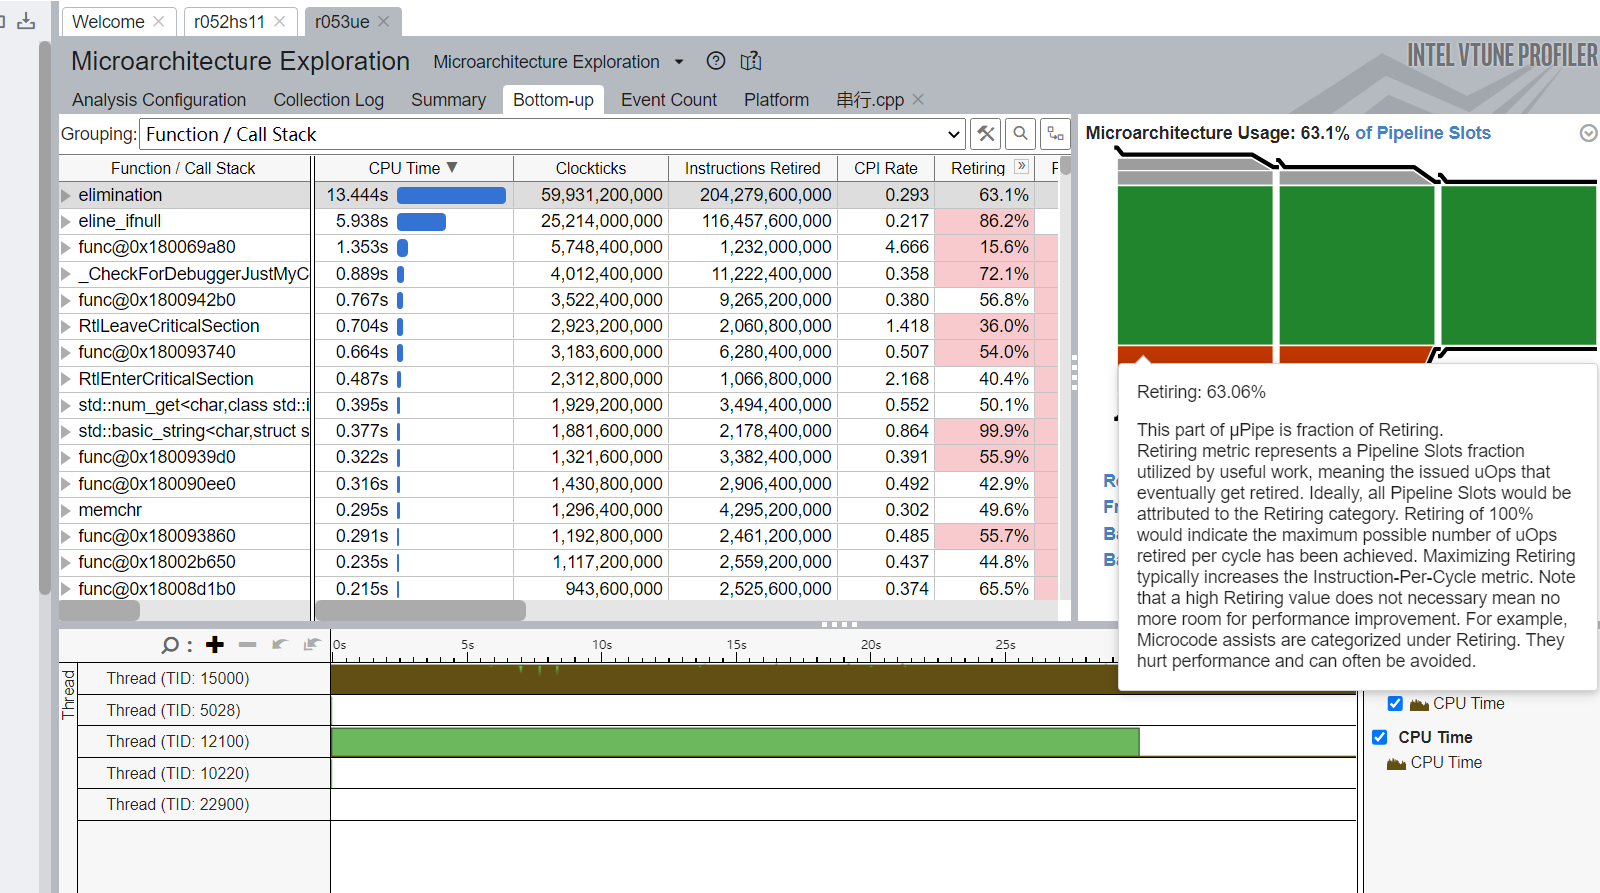 Welcome
r052hs11
r053ue
Microarchitecture Exploration
Microarchitecture Exploration
INTEL VTUNE PROFILER
Analysis Configuration
Collection Log
Summary
Bottom-up
Event Count
Platform
串行.cpp
Grouping:
Function / Call Stack
Function / Call Stack CPU Time Clockticks Instructions Retired CPI Rate Retiring
elimination 13.444s 59,931,200,000 204,279,600,000 0.293 63.1%
eline_ifnull 5.938s 25,214,000,000 116,457,600,000 0.217 86.2%
func@0x180069a80 1.353s 5,748,400,000 1,232,000,000 4.666 15.6%
_CheckForDebuggerJustMyC 0.889s 4,012,400,000 11,222,400,000 0.358 72.1%
func@0x1800942b0 0.767s 3,522,400,000 9,265,200,000 0.380 56.8%
RtlLeaveCriticalSection 0.704s 2,923,200,000 2,060,800,000 1.418 36.0%
func@0x180093740 0.664s 3,183,600,000 6,280,400,000 0.507 54.0%
RtlEnterCriticalSection 0.487s 2,312,800,000 1,066,800,000 2.168 40.4%
std::num_get<char,class std::i 0.395s 1,929,200,000 3,494,400,000 0.552 50.1%
std::basic_string<char,struct s 0.377s 1,881,600,000 2,178,400,000 0.864 99.9%
func@0x1800939d0 0.322s 1,321,600,000 3,382,400,000 0.391 55.9%
func@0x180090ee0 0.316s 1,430,800,000 2,906,400,000 0.492 42.9%
memchr 0.295s 1,296,400,000 4,295,200,000 0.302 49.6%
func@0x180093860 0.291s 1,192,800,000 2,461,200,000 0.485 55.7%
func@0x18002b650 0.235s 1,117,200,000 2,559,200,000 0.437 44.8%
func@0x18008d1b0 0.215s 943,600,000 2,525,600,000 0.374 65.5%
Microarchitecture Usage: 63.1% of Pipeline Slots
Retiring: 63.06%
This part of μPipe is fraction of Retiring.
Retiring metric represents a Pipeline Slots fraction
utilized by useful work, meaning the issued uOps that
eventually get retired. Ideally, all Pipeline Slots would be
attributed to the Retiring category. Retiring of 100%
would indicate the maximum possible number of uOps
retired per cycle has been achieved. Maximizing Retiring
typically increases the Instruction-Per-Cycle metric. Note
that a high Retiring value does not necessary mean no
more room for performance improvement. For example,
Microcode assists are categorized under Retiring. They
hurt performance and can often be avoided.
0s 5s 10s 15s 20s 25s
Thread
Thread (TID: 15000)
Thread (TID: 5028)
Thread (TID: 12100)
Thread (TID: 10220)
Thread (TID: 22900)
CPU Time
CPU Time
CPU Time